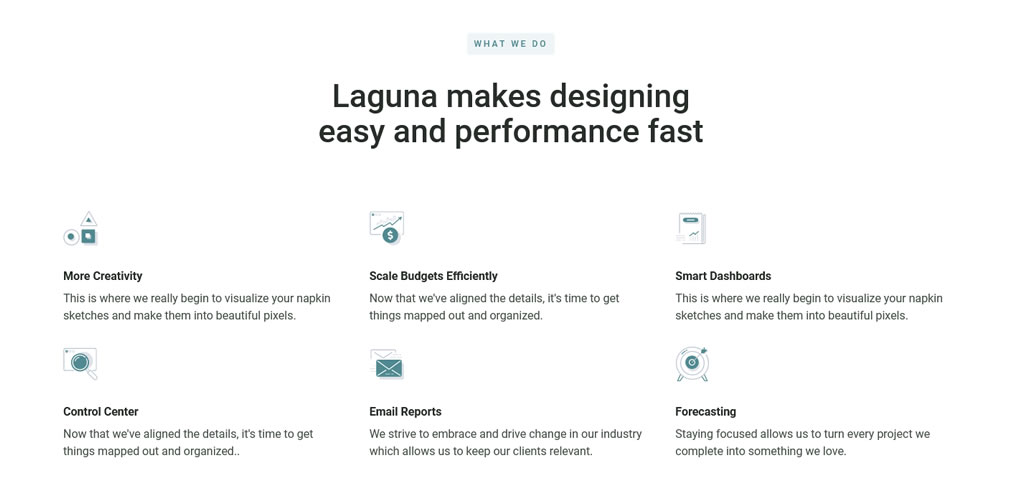 WHAT WE DO
Laguna makes designing
easy and performance fast
More Creativity
This is where we really begin to visualize your napkin
sketches and make them into beautiful pixels.
Scale Budgets Efficiently
Now that we've aligned the details, it's time to get
things mapped out and organized.
Smart Dashboards
This is where we really begin to visualize your napkin
sketches and make them into beautiful pixels.
Control Center
Now that we've aligned the details, it's time to get
things mapped out and organized..
Email Reports
We strive to embrace and drive change in our industry
which allows us to keep our clients relevant.
Forecasting
Staying focused allows us to turn every project we
complete into something we love.